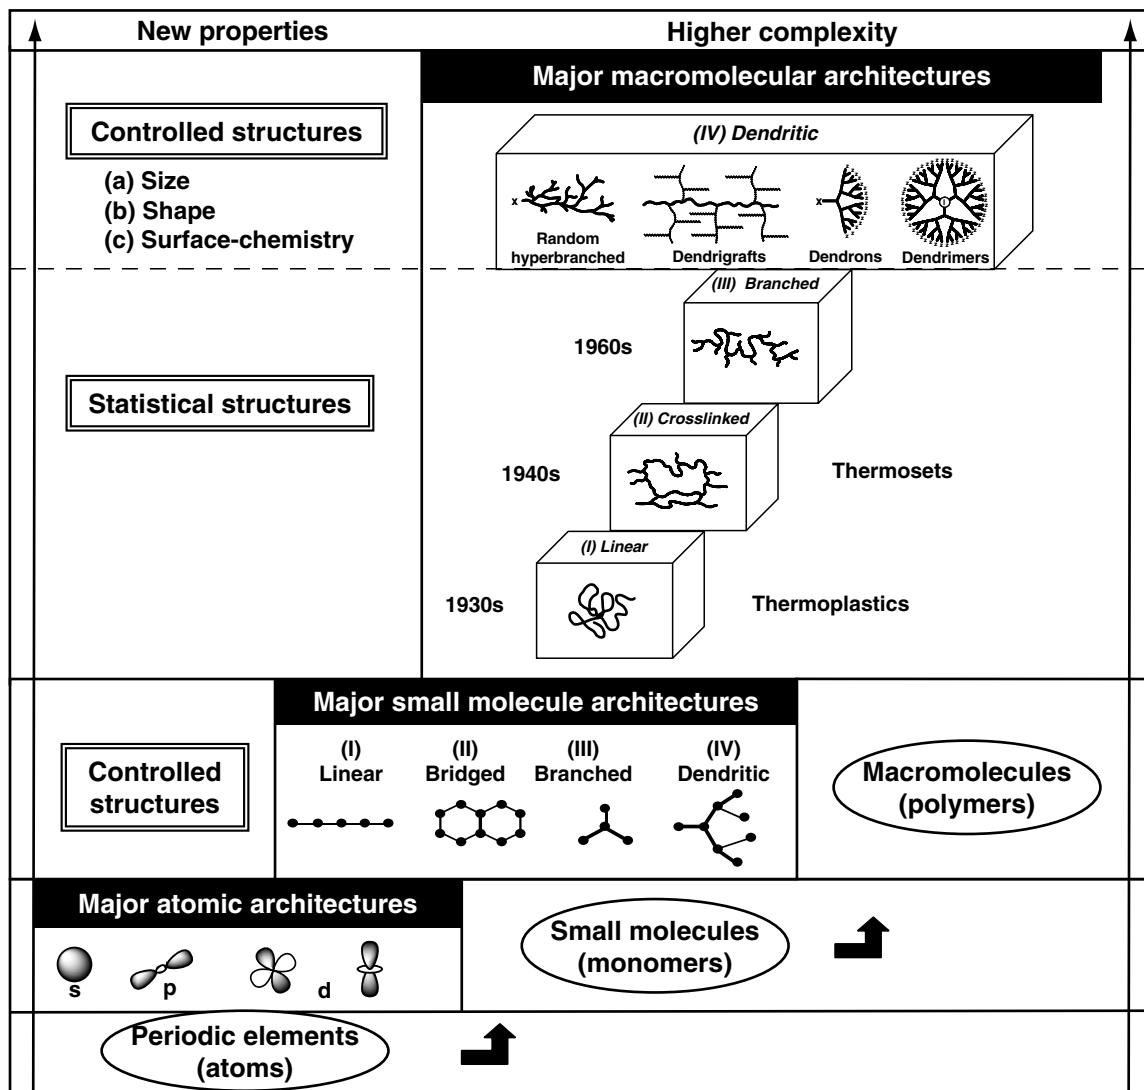 New properties
Higher complexity
Major macromolecular architectures
Controlled structures
(a) Size
(b) Shape
(c) Surface-chemistry
(IV) Dendritic
x
Random
hyperbranched
Dendrigrafts
x
Dendrons
I
Dendrimers
(III) Branched
1960s
Statistical structures
(II) Crosslinked
1940s
Thermosets
(I) Linear
1930s
Thermoplastics
Major small molecule architectures
Controlled
structures
(I)
Linear
(II)
Bridged
(III)
Branched
(IV)
Dendritic
Macromolecules
(polymers)
Major atomic architectures
s
p
d
Small molecules
(monomers)
Periodic elements
(atoms)